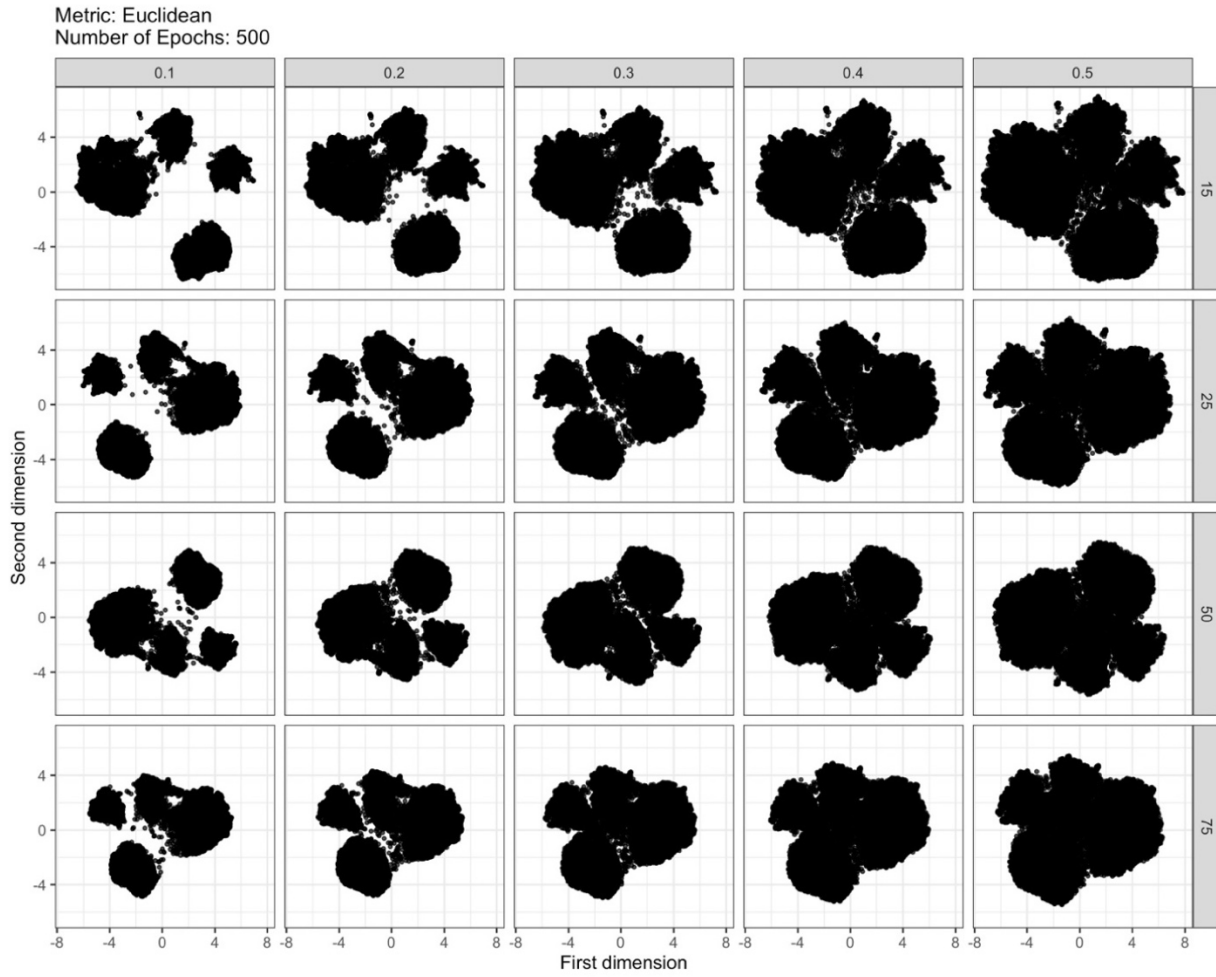 Metric: Euclidean
Number of Epochs: 500
0.1 0.2 0.3 0.4 0.5
4
0
-4
15
4
0
-4
25
Second dimension
4
0
-4
50
4
0
-4
75
-8 -4 0 4 8 -8 -4 0 4 8 -8 -4 0 4 8 -8 -4 0 4 8 -8 -4 0 4 8
First dimension